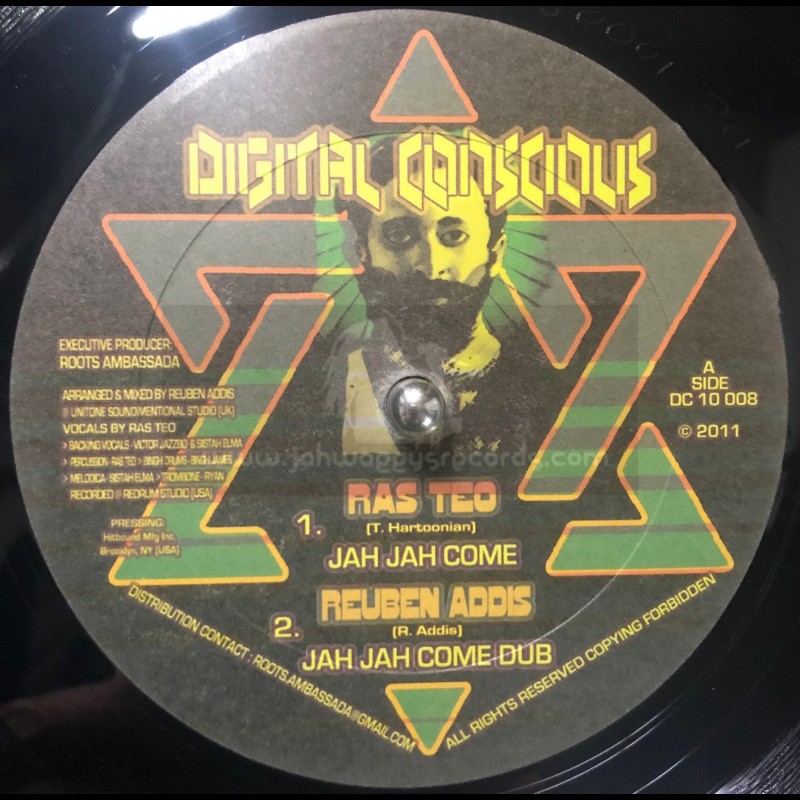 DIGITAL CONSCIOUS
EXECUTIVE PRODUCER:
ROOTS AMBASSADA
ARRANGED & MIXED BY REUBEN ADDIS
@ UNITONE SOUNDIMENTIONAL STUDIO (UK)
VOCALS BY RAS TEO
> BACKING VOCALS - VICTOR JAZZBO & SISTAH ELMA
> PERCUSSION - RAS TEO > BINGHI DRUMS - BINGHI JAMES
> MELODICA - SISTAH ELMA > TROMBONE - RYAN
RECORDED @ REDRUM STUDIO (USA)
PRESSING:
Hitbound Mfg Inc.
Brooklyn, NY (USA)
A
SIDE
DC 10 008
© 2011
www.jahwaggysrecords.com
1. RAS TEO
(T. Hartoonian)
JAH JAH COME
2. REUBEN ADDIS
(R. Addis)
JAH JAH COME DUB
DISTRIBUTION CONTACT : ROOTS.AMBASSADA@GMAIL.COM
ALL RIGHTS RESERVED COPYING FORBIDDEN